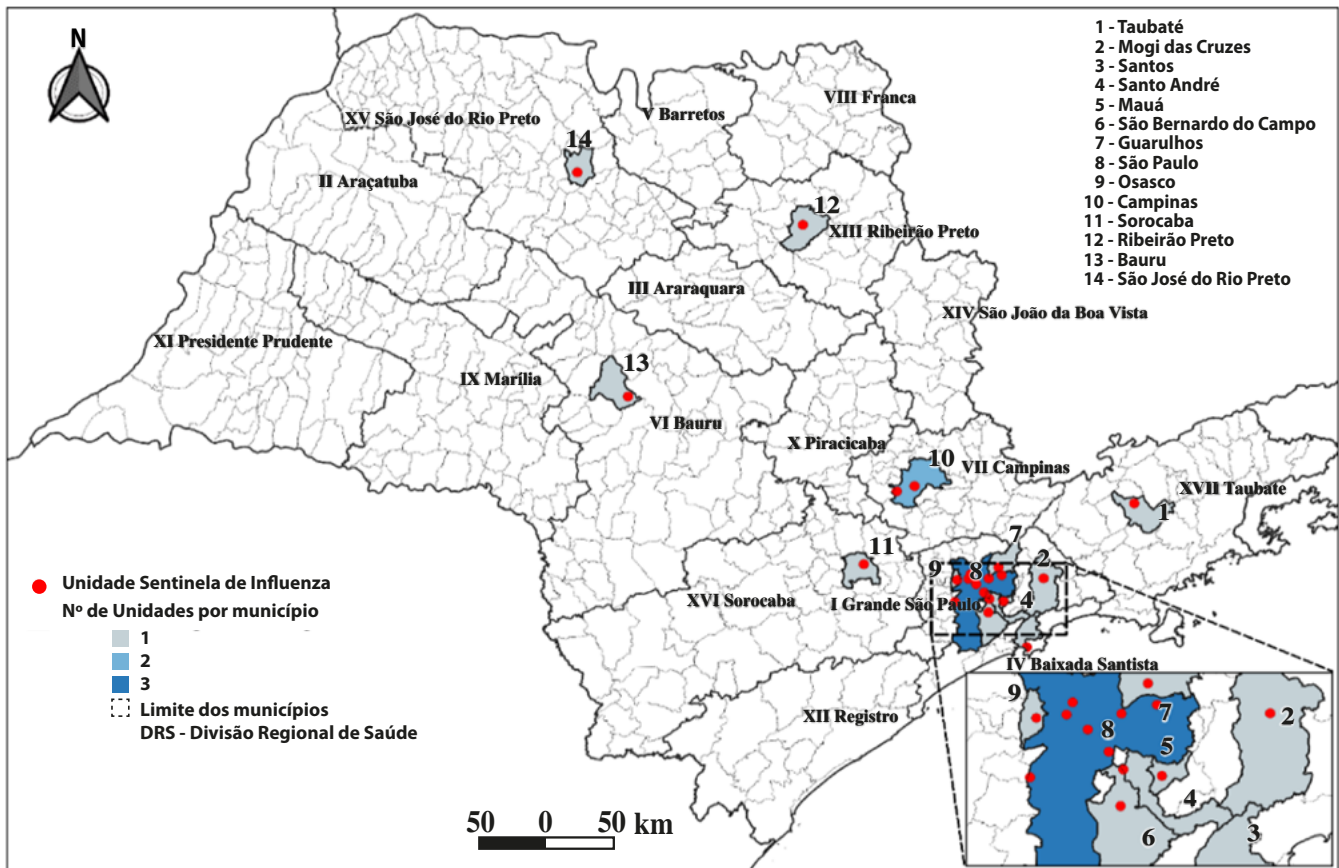 N
1 - Taubaté
2 - Mogi das Cruzes
3 - Santos
4 - Santo André
5 - Mauá
6 - São Bernardo do Campo
7 - Guarulhos
8 - São Paulo
9 - Osasco
10 - Campinas
11 - Sorocaba
12 - Ribeirão Preto
13 - Bauru
14 - São José do Rio Preto
VIII Franca
V Barretos
XV São José do Rio Preto
14
II Araçatuba
12
XIII Ribeirão Preto
III Araraquara
XIV São João da Boa Vista
XI Presidente Prudente
13
IX Marília
VI Bauru
X Piracicaba
10
VII Campinas
XVII Taubate
1
7
11
2
9
8
4
I Grande São Paulo
XVI Sorocaba
IV Baixada Santista
XII Registro
Unidade Sentinela de Influenza
Nº de Unidades por município
1
2
3
Limite dos municípios
DRS - Divisão Regional de Saúde
50 0 50 km
9
7
2
8
5
4
6
3